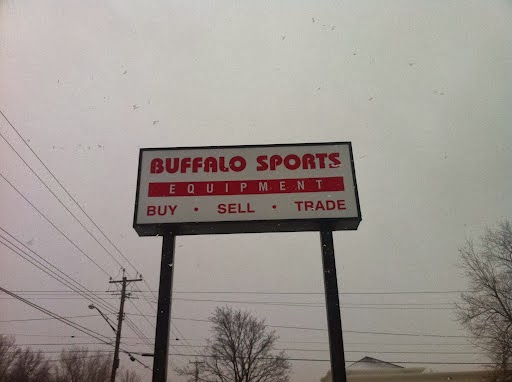 BUFFALO SPORTS
EQUIPMENT
BUY • SELL • TRADE